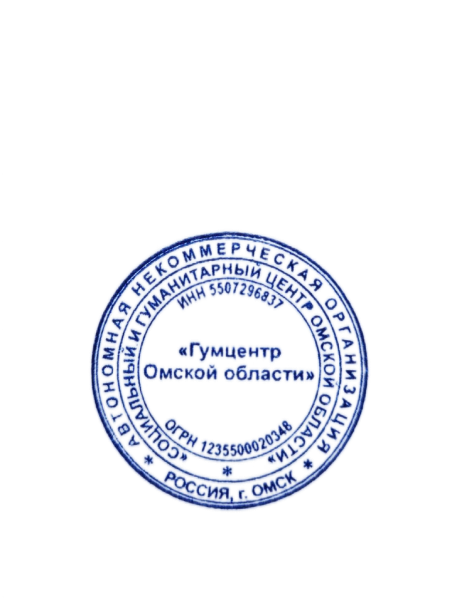 АВТОНОМНАЯ НЕКОММЕРЧЕСКАЯ ОРГАНИЗАЦИЯ
«СОЦИАЛЬНЫЙ И ГУМАНИТАРНЫЙ ЦЕНТР ОМСКОЙ ОБЛАСТИ»
ИНН 5507296837
«Гумцентр
Омской области»
ОГРН 1235500020348
*
* РОССИЯ, г. ОМСК *